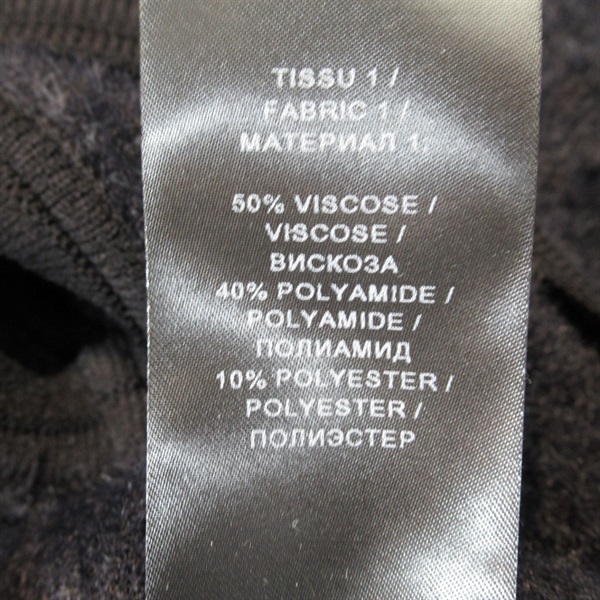 TISSU 1 /
FABRIC 1 /
МАТЕРИАЛ 1:
50% VISCOSE /
VISCOSE /
ВИСКОЗА
40% POLYAMIDE /
POLYAMIDE /
ПОЛИАМИД
10% POLYESTER /
POLYESTER /
ПОЛИЭСТЕР